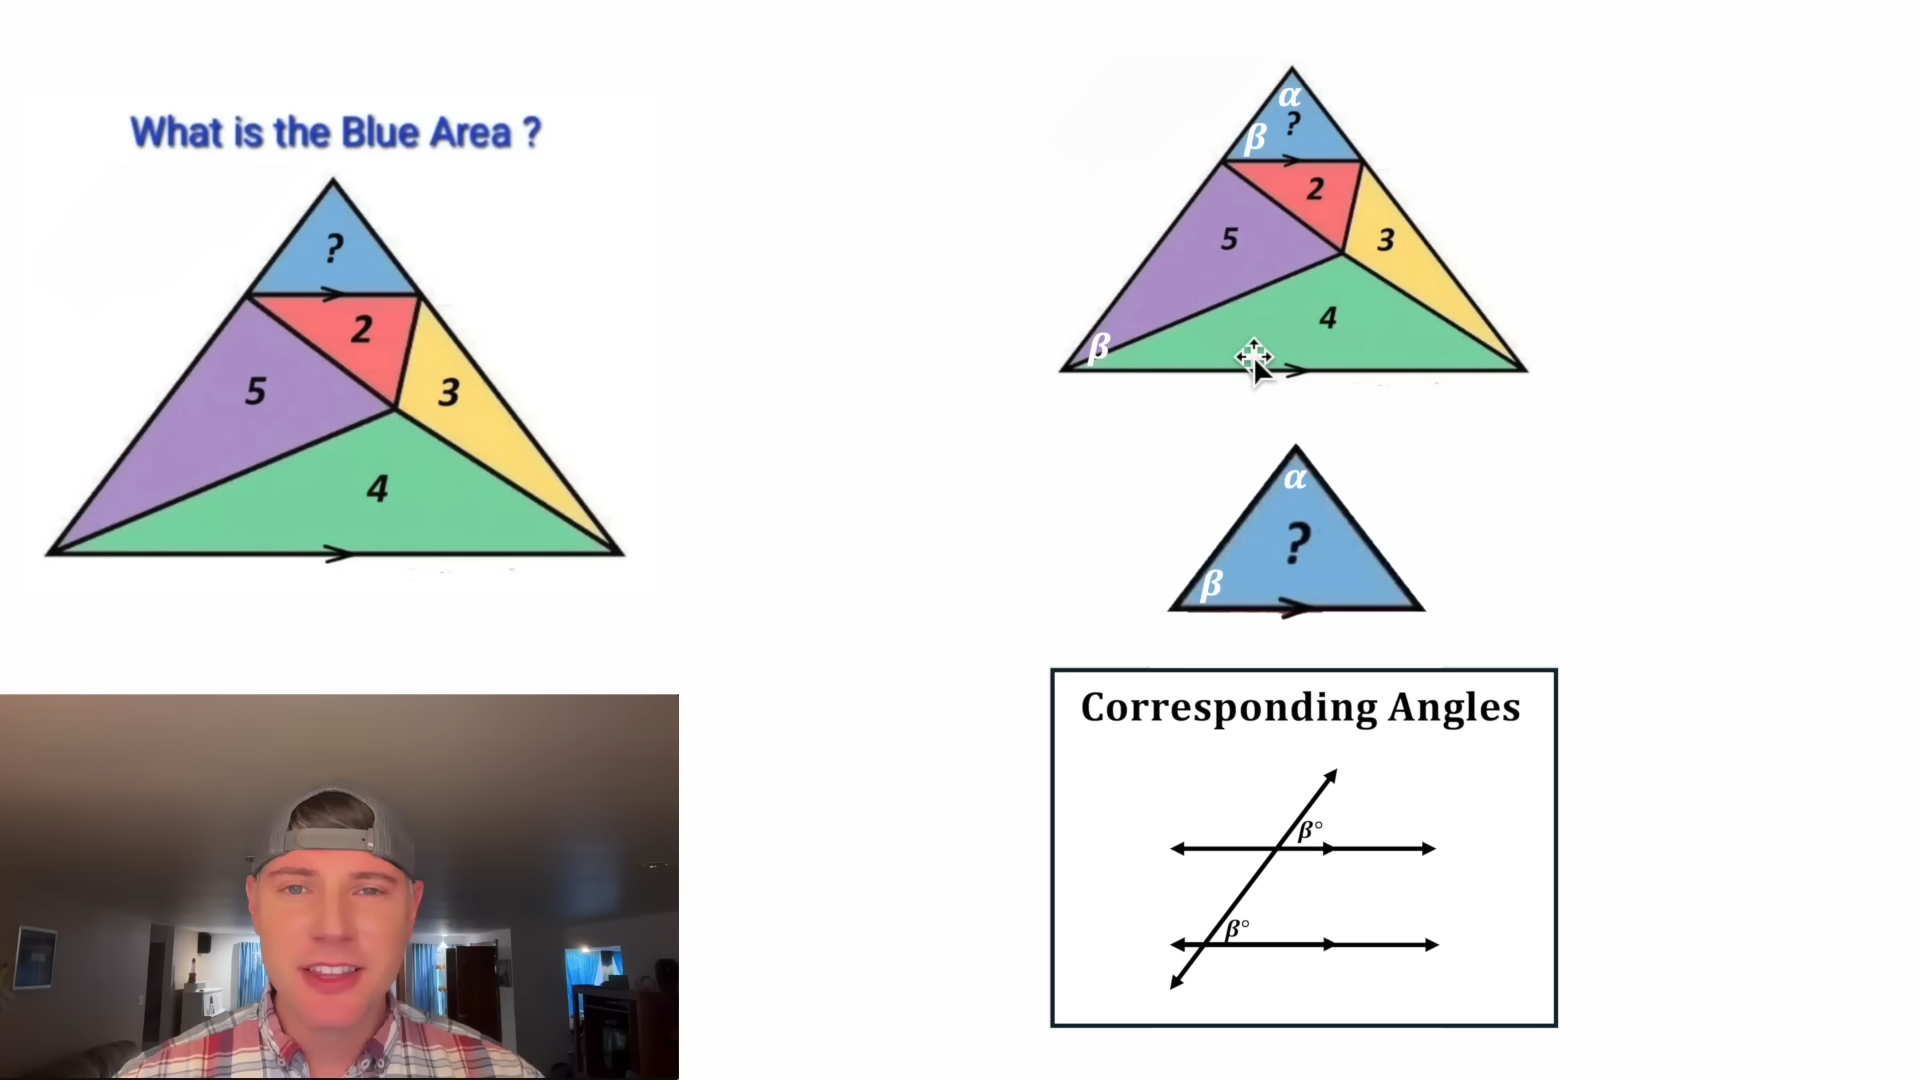 What is the Blue Area ?
?
2
5
3
4
α
β
?
2
5
3
4
β
α
?
β
Corresponding Angles
β°
β°